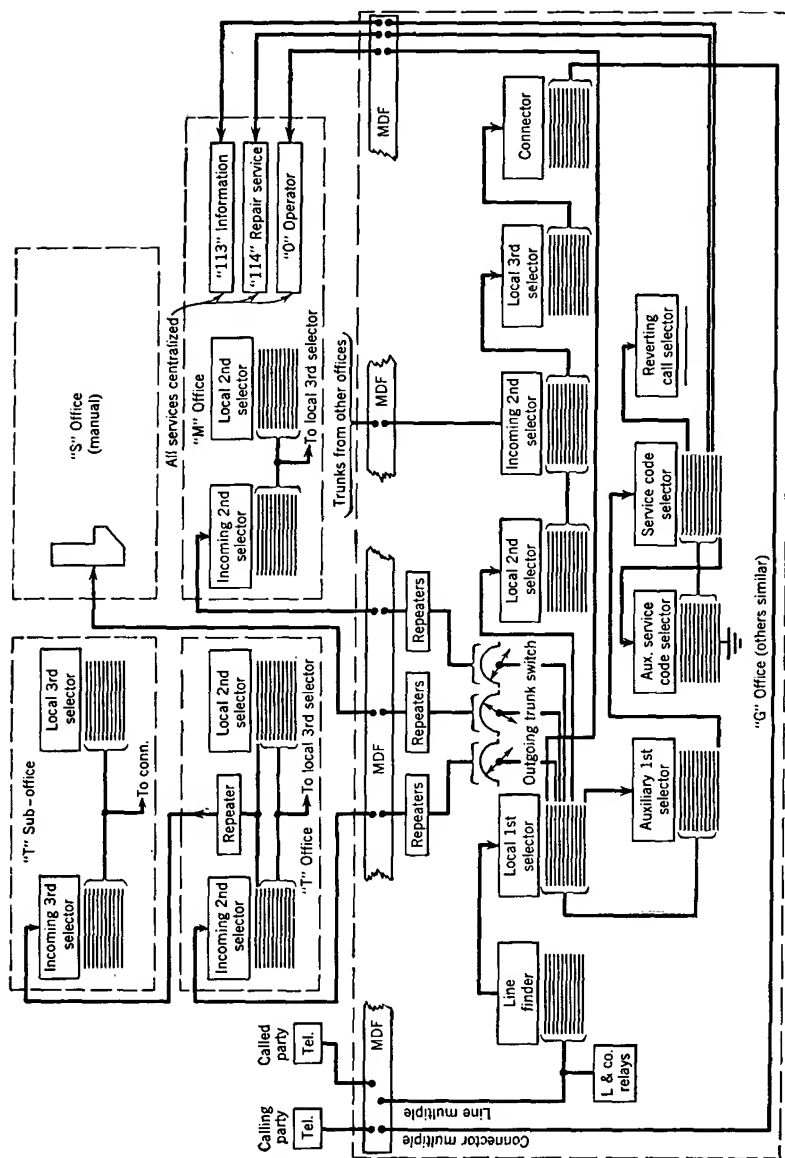 Calling
party
Tel.
Called
party
Tel.
MDF
Connector multiple
Line multiple
L & co.
relays
Line
finder
"T" Sub-office
Incoming 3rd
selector
Local 3rd
selector
To conn.
Incoming 2nd
selector
Repeater
"T" Office
Local 2nd
selector
To local 3rd selector
"S" Office
(manual)
All services centralized
"M" Office
Incoming 2nd
selector
Local 2nd
selector
To local 3rd selector
"113" Information
"114" Repair service
"O" Operator
Trunks from other offices
MDF
MDF
MDF
Repeaters
Repeaters
Repeaters
Outgoing trunk switch
Local 1st
selector
Local 2nd
selector
Incoming 2nd
selector
Local 3rd
selector
Connector
Auxiliary 1st
selector
Aux. service
code selector
Service code
selector
Reverting
call selector
"G" Office (others similar)